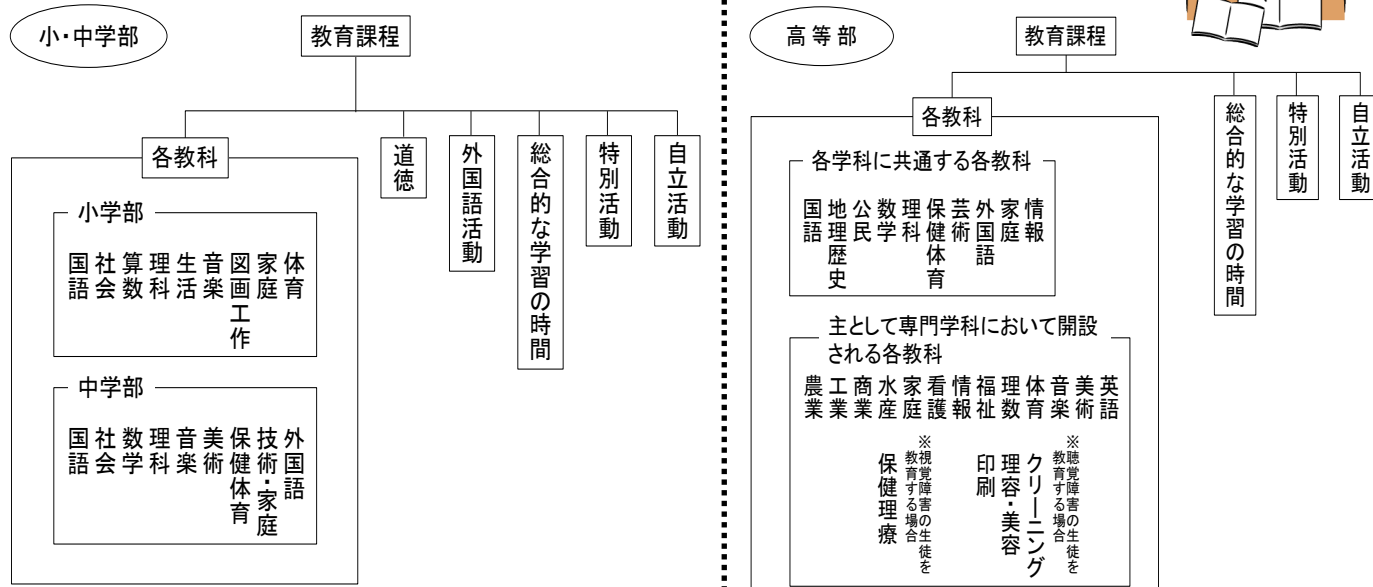 小・中学部
教育課程
各教科
道徳
外国語活動
総合的な学習の時間
特別活動
自立活動
小学部
国語
社会
算数
理科
生活
音楽
図画工作
家庭
体育
中学部
国語
社会
数学
理科
音楽
美術
保健体育
技術・家庭
外国語
高等部
教育課程
各教科
総合的な学習の時間
特別活動
自立活動
各学科に共通する各教科
国語
地理歴史
公民
数学
理科
保健体育
芸術
外国語
家庭
情報
主として専門学科において開設
される各教科
農業
工業
商業
水産
家庭
看護
情報
福祉
理数
体育
音楽
美術
英語
※視覚障害の生徒を
教育する場合
保健理療
※聴覚障害の生徒を
教育する場合
クリーニング
理容・美容
印刷